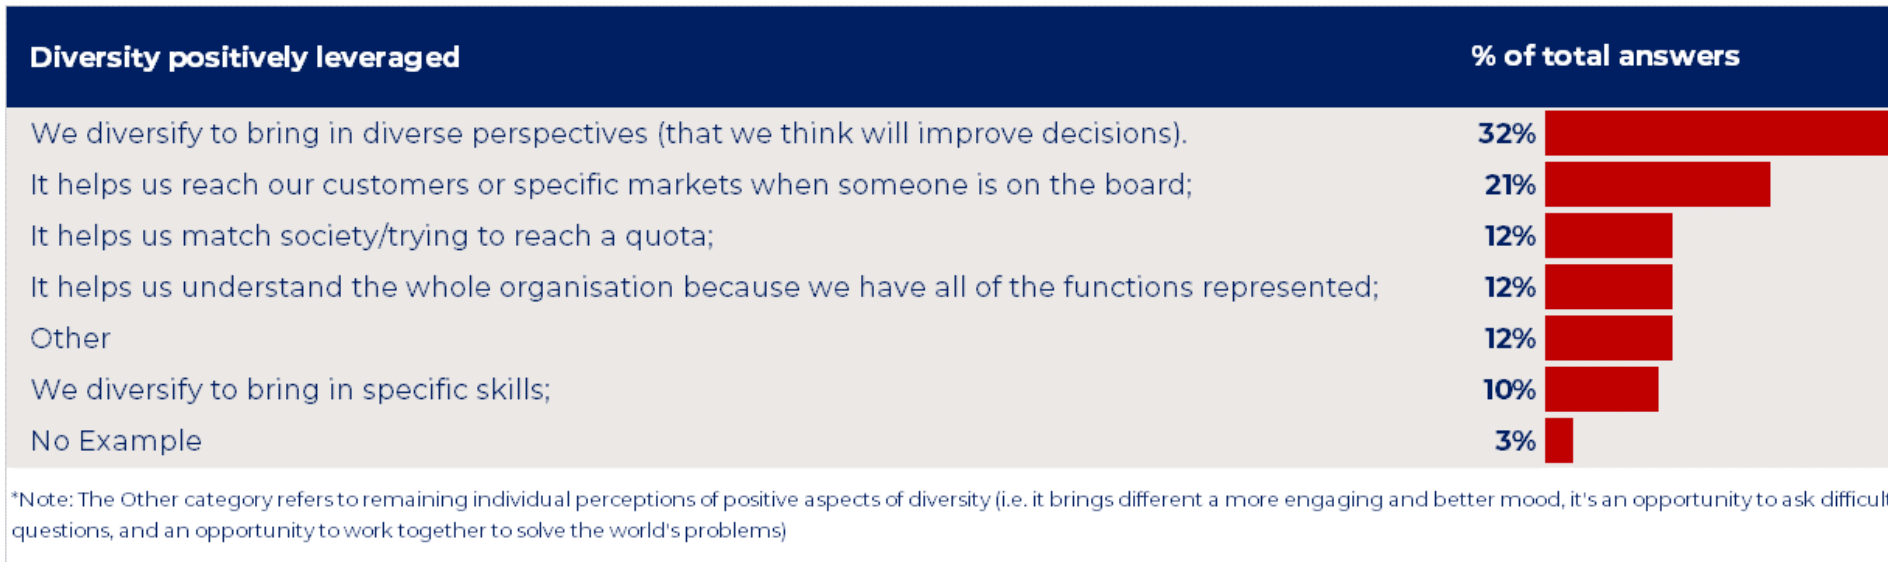 Diversity positively leveraged % of total answers
We diversify to bring in diverse perspectives (that we think will improve decisions). 32%
It helps us reach our customers or specific markets when someone is on the board; 21%
It helps us match society/trying to reach a quota; 12%
It helps us understand the whole organisation because we have all of the functions represented; 12%
Other 12%
We diversify to bring in specific skills; 10%
No Example 3%
*Note: The Other category refers to remaining individual perceptions of positive aspects of diversity (i.e. it brings different a more engaging and better mood, it's an opportunity to ask difficult
questions, and an opportunity to work together to solve the world's problems)